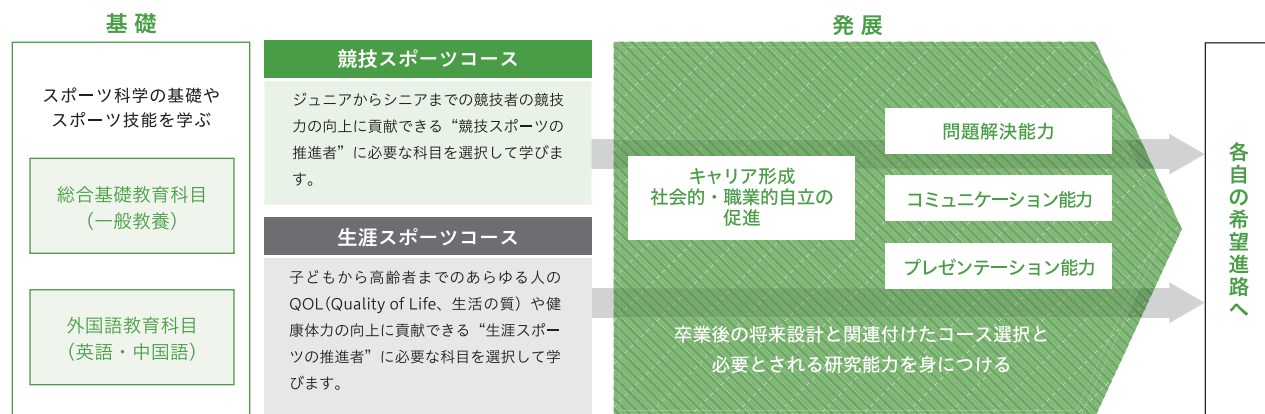 基礎
スポーツ科学の基礎や
スポーツ技能を学ぶ
総合基礎教育科目
(一般教養)
外国語教育科目
(英語・中国語)
競技スポーツコース
ジュニアからシニアまでの競技者の競技
力の向上に貢献できる“競技スポーツの
推進者”に必要な科目を選択して学びま
す。
生涯スポーツコース
子どもから高齢者までのあらゆる人の
QOL(Quality of Life、生活の質)や健
康体力の向上に貢献できる“生涯スポー
ツの推進者”に必要な科目を選択して学
びます。
発展
キャリア形成
社会的・職業的自立の
促進
問題解決能力
コミュニケーション能力
プレゼンテーション能力
卒業後の将来設計と関連付けたコース選択と
必要とされる研究能力を身につける
各自の希望進路へ